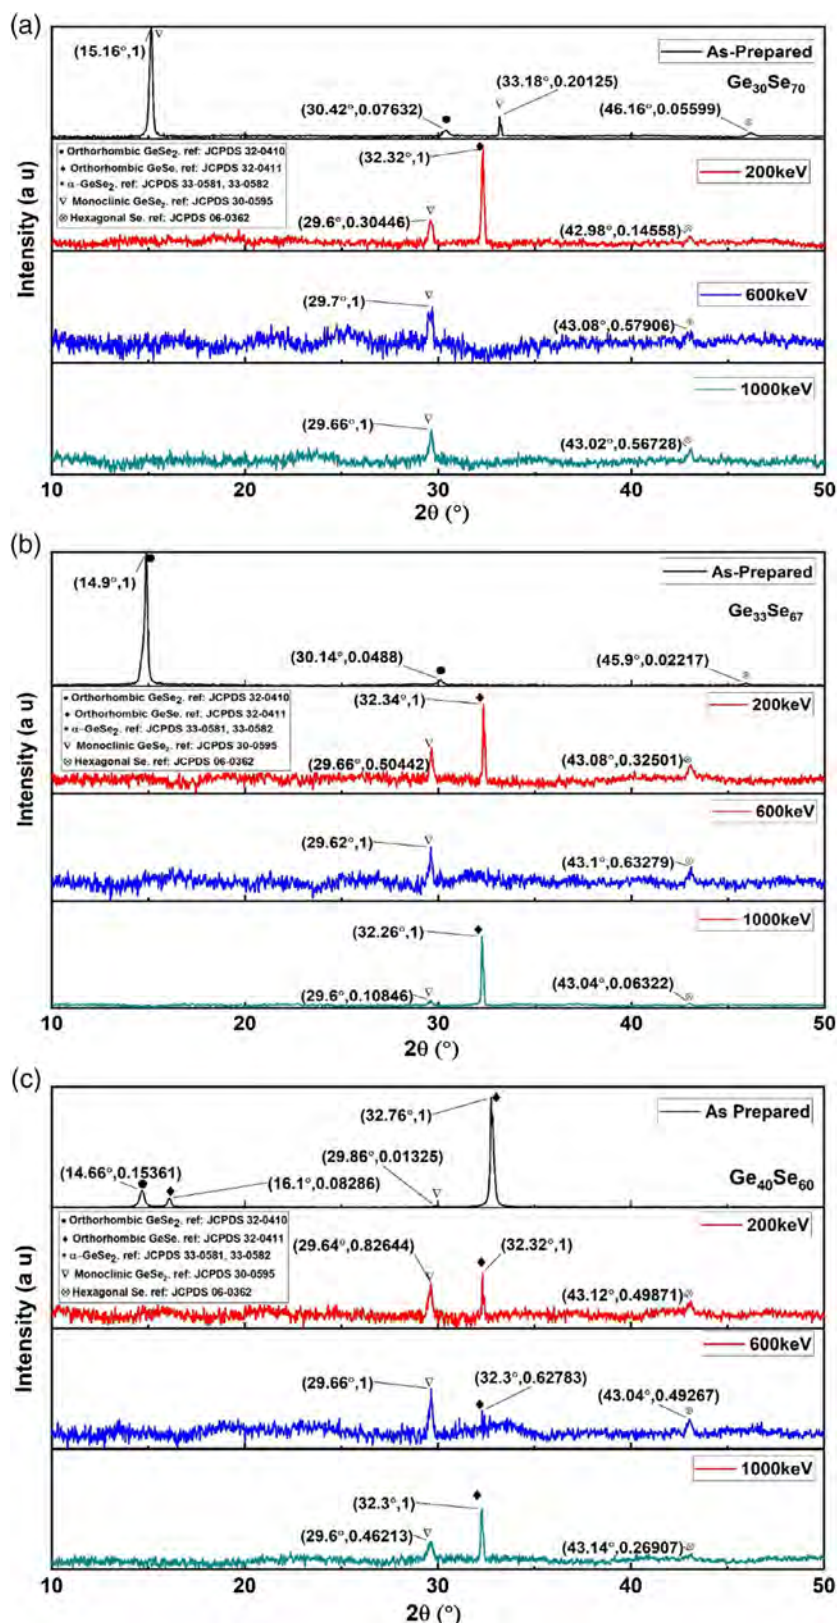 (a)
(15.16°,1)
As-Prepared
Ge30Se70
(33.18°,0.20125)
(30.42°,0.07632)
(46.16°,0.05599)
Orthorhombic GeSe2. ref: JCPDS 32-0410
Orthorhombic GeSe. ref: JCPDS 32-0411
α-GeSe2. ref: JCPDS 33-0581, 33-0582
Monoclinic GeSe2. ref: JCPDS 30-0595
Hexagonal Se. ref: JCPDS 06-0362
(32.32°,1)
200keV
(29.6°,0.30446)
(42.98°,0.14558)
(29.7°,1)
600keV
(43.08°,0.57906)
1000keV
(29.66°,1)
(43.02°,0.56728)
Intensity (a u)
10 20 30 40 50
2θ (°)
(b)
(14.9°,1)
As-Prepared
Ge33Se67
(30.14°,0.0488)
(45.9°,0.02217)
Orthorhombic GeSe2. ref: JCPDS 32-0410
Orthorhombic GeSe. ref: JCPDS 32-0411
α-GeSe2. ref: JCPDS 33-0581, 33-0582
Monoclinic GeSe2. ref: JCPDS 30-0595
Hexagonal Se. ref: JCPDS 06-0362
(32.34°,1)
200keV
(29.66°,0.50442)
(43.08°,0.32501)
600keV
(29.62°,1)
(43.1°,0.63279)
1000keV
(32.26°,1)
(29.6°,0.10846)
(43.04°,0.06322)
Intensity (a u)
10 20 30 40 50
2θ (°)
(c)
(32.76°,1)
As Prepared
Ge40Se60
(29.86°,0.01325)
(14.66°,0.15361)
(16.1°,0.08286)
Orthorhombic GeSe2. ref: JCPDS 32-0410
Orthorhombic GeSe. ref: JCPDS 32-0411
α-GeSe2. ref: JCPDS 33-0581, 33-0582
Monoclinic GeSe2. ref: JCPDS 30-0595
Hexagonal Se. ref: JCPDS 06-0362
200keV
(29.64°,0.82644)
(32.32°,1)
(43.12°,0.49871)
600keV
(29.66°,1)
(32.3°,0.62783)
(43.04°,0.49267)
1000keV
(32.3°,1)
(29.6°,0.46213)
(43.14°,0.26907)
Intensity (a u)
10 20 30 40 50
2θ (°)